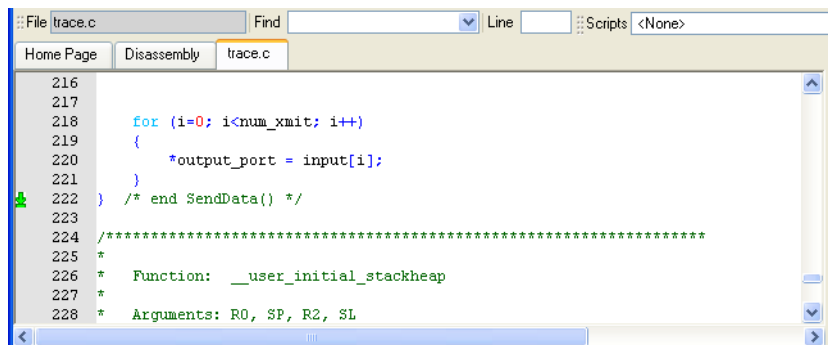 File trace.c Find Line Scripts <None>
Home Page Disassembly trace.c
216
217
218 for (i=0; i<num_xmit; i++)
219 {
220 *output_port = input[i];
221 }
222 } /* end SendData() */
223
224 /*******************************************************************
225 *
226 * Function: __user_initial_stackheap
227 *
228 * Arguments: R0, SP, R2, SL